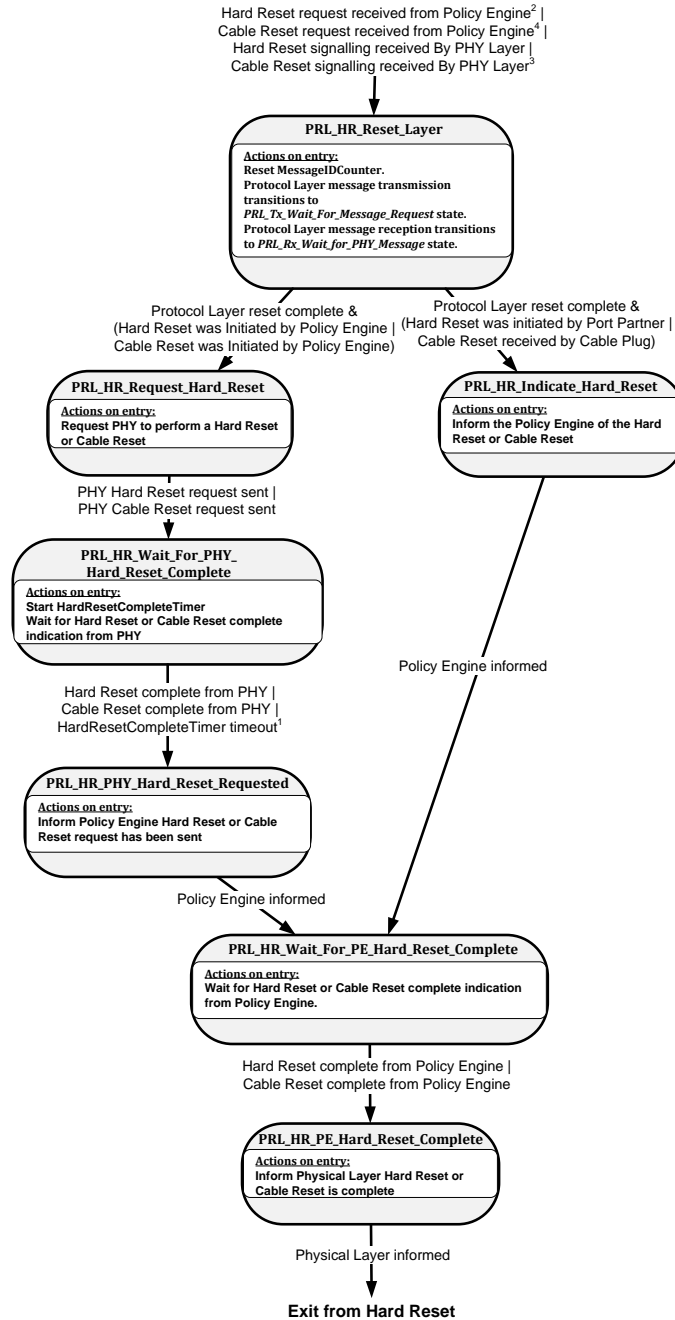 Hard Reset request received from Policy Engine² |
Cable Reset request received from Policy Engine⁴ |
Hard Reset signalling received By PHY Layer |
Cable Reset signalling received By PHY Layer³
PRL_HR_Reset_Layer
Actions on entry:
Reset MessageIDCounter.
Protocol Layer message transmission
transitions to
PRL_Tx_Wait_For_Message_Request state.
Protocol Layer message reception transitions
to PRL_Rx_Wait_for_PHY_Message state.
Protocol Layer reset complete &
(Hard Reset was Initiated by Policy Engine |
Cable Reset was Initiated by Policy Engine)
Protocol Layer reset complete &
(Hard Reset was initiated by Port Partner |
Cable Reset received by Cable Plug)
PRL_HR_Request_Hard_Reset
Actions on entry:
Request PHY to perform a Hard Reset
or Cable Reset
PRL_HR_Indicate_Hard_Reset
Actions on entry:
Inform the Policy Engine of the Hard
Reset or Cable Reset
PHY Hard Reset request sent |
PHY Cable Reset request sent
PRL_HR_Wait_For_PHY_
Hard_Reset_Complete
Actions on entry:
Start HardResetCompleteTimer
Wait for Hard Reset or Cable Reset complete
indication from PHY
Policy Engine informed
Hard Reset complete from PHY |
Cable Reset complete from PHY |
HardResetCompleteTimer timeout¹
PRL_HR_PHY_Hard_Reset_Requested
Actions on entry:
Inform Policy Engine Hard Reset or Cable
Reset request has been sent
Policy Engine informed
PRL_HR_Wait_For_PE_Hard_Reset_Complete
Actions on entry:
Wait for Hard Reset or Cable Reset complete indication
from Policy Engine.
Hard Reset complete from Policy Engine |
Cable Reset complete from Policy Engine
PRL_HR_PE_Hard_Reset_Complete
Actions on entry:
Inform Physical Layer Hard Reset or
Cable Reset is complete
Physical Layer informed
Exit from Hard Reset